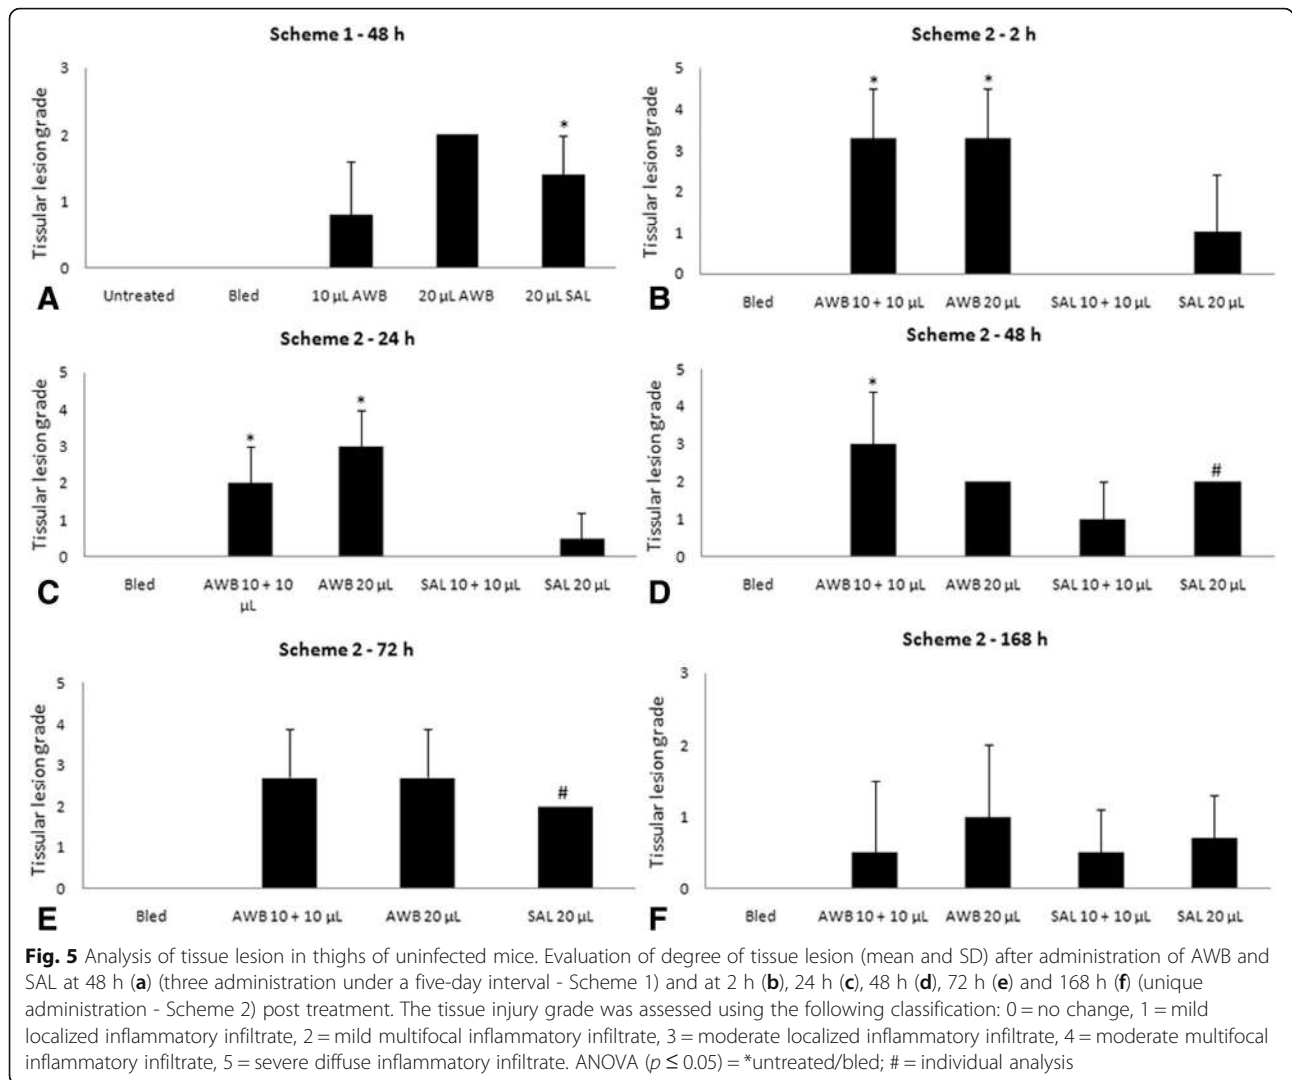 Scheme 1 - 48 h
Tissular lesion grade
3
2
1
0
*
Untreated Bled 10 µL AWB 20 µL AWB 20 µL SAL
A
Scheme 2 - 2 h
Tissular lesion grade
5
4
3
2
1
0
* *
Bled AWB 10 + 10 µL AWB 20 µL SAL 10 + 10 µL SAL 20 µL
B
Scheme 2 - 24 h
Tissular lesion grade
5
4
3
2
1
0
* *
Bled AWB 10 + 10 AWB 20 µL SAL 10 + 10 µL SAL 20 µL
µL
C
Scheme 2 - 48 h
Tissular lesion grade
5
4
3
2
1
0
* #
Bled AWB 10 + 10 µL AWB 20 µL SAL 10 + 10 µL SAL 20 µL
D
Scheme 2 - 72 h
Tissular lesion grade
5
4
3
2
1
0
#
Bled AWB 10 + 10 µL AWB 20 µL SAL 20 µL
E
Scheme 2 - 168 h
Tissular lesion grade
3
2
1
0
Bled AWB 10 + 10 µL AWB 20 µL SAL 10 + 10 µL SAL 20 µL
F
Fig. 5 Analysis of tissue lesion in thighs of uninfected mice. Evaluation of degree of tissue lesion (mean and SD) after administration of AWB and
SAL at 48 h (a) (three administration under a five-day interval - Scheme 1) and at 2 h (b), 24 h (c), 48 h (d), 72 h (e) and 168 h (f) (unique
administration - Scheme 2) post treatment. The tissue injury grade was assessed using the following classification: 0 = no change, 1 = mild
localized inflammatory infiltrate, 2 = mild multifocal inflammatory infiltrate, 3 = moderate localized inflammatory infiltrate, 4 = moderate multifocal
inflammatory infiltrate, 5 = severe diffuse inflammatory infiltrate. ANOVA (p ≤ 0.05) = *untreated/bled; # = individual analysis